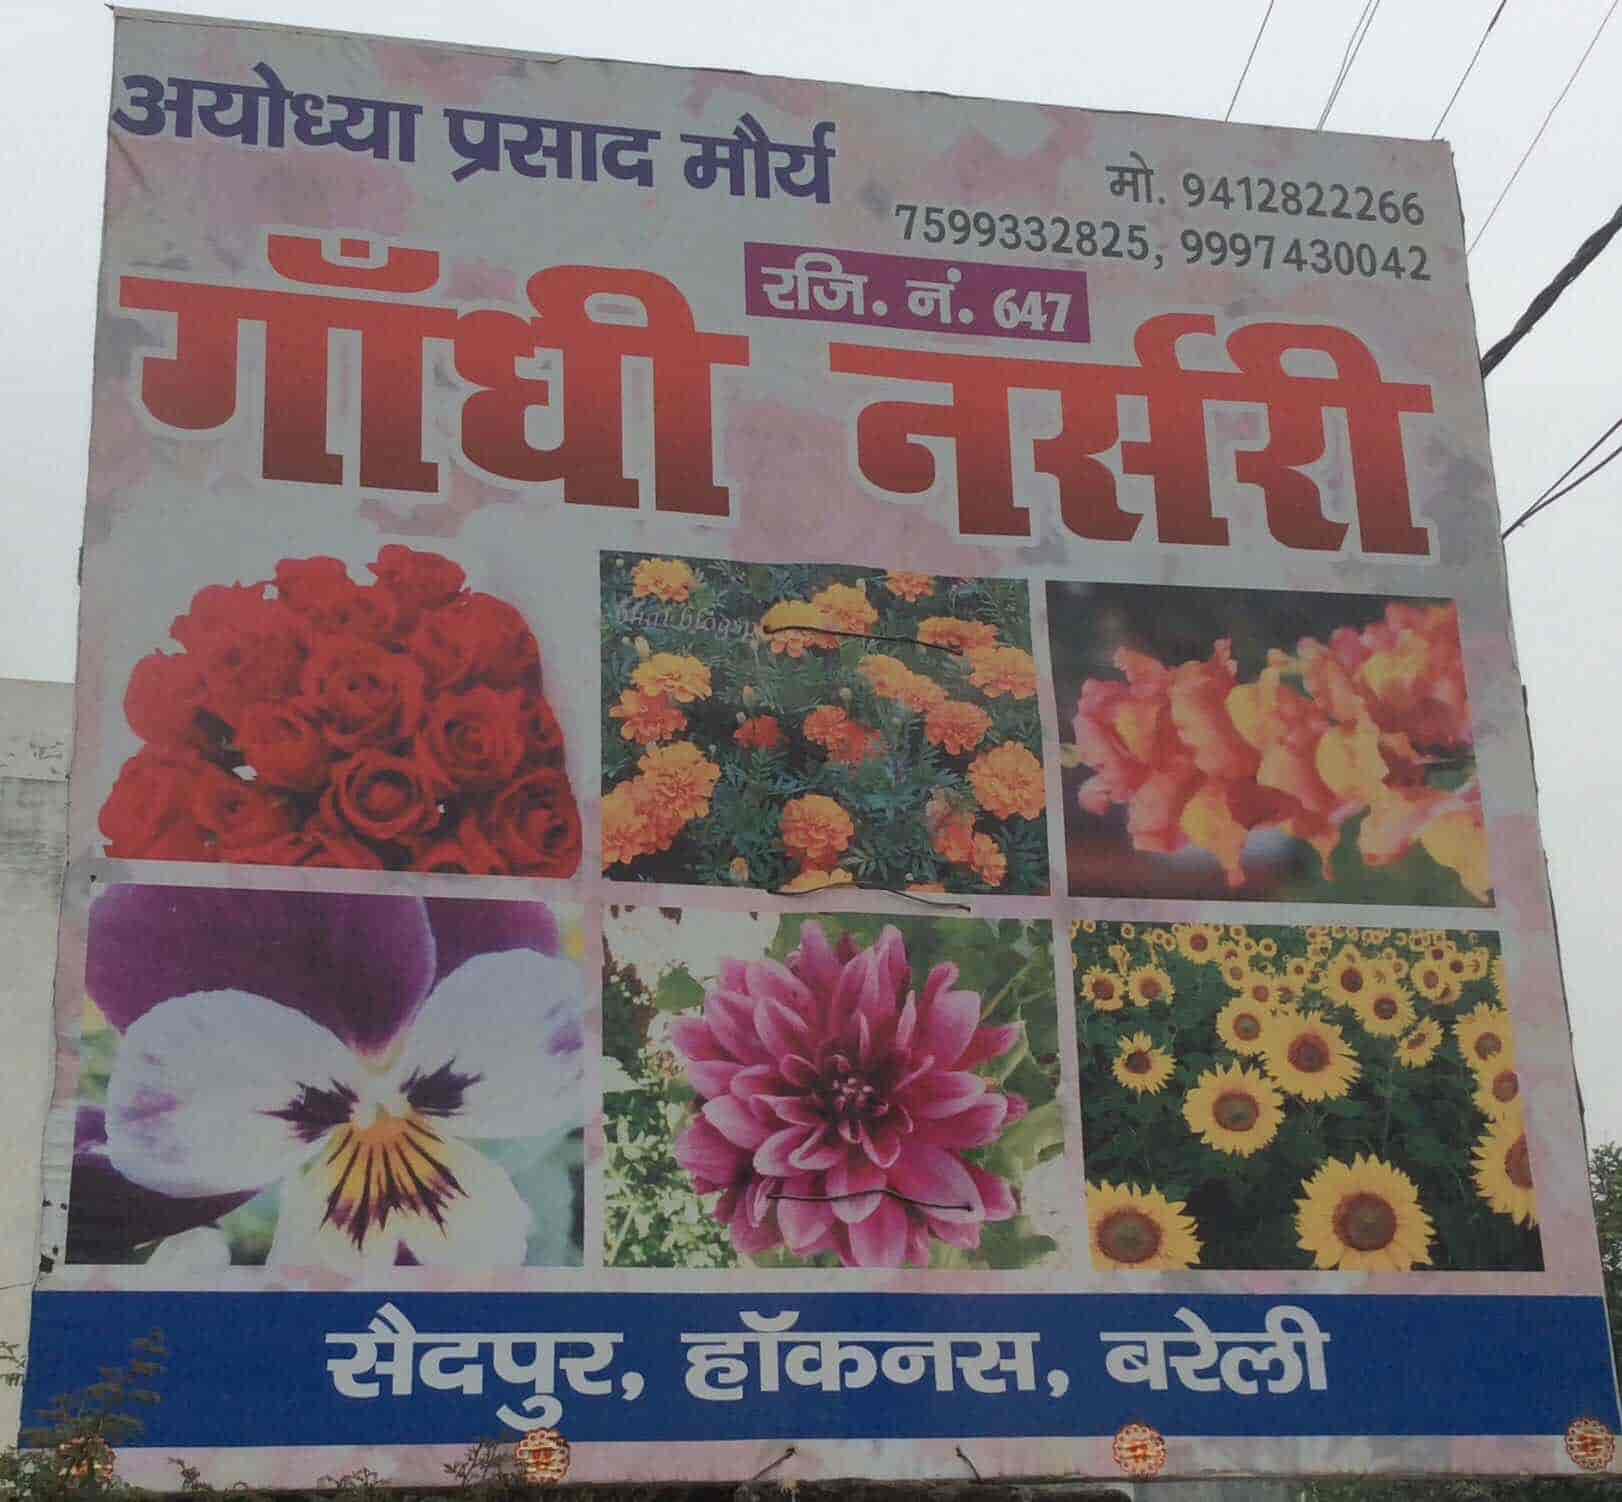 अयोध्या प्रसाद मौर्य
मो. 9412822266
7599332825, 9997430042
रजि. नं. 647
गाँधी नर्सरी
सैदपुर, हॉकनस, बरेली